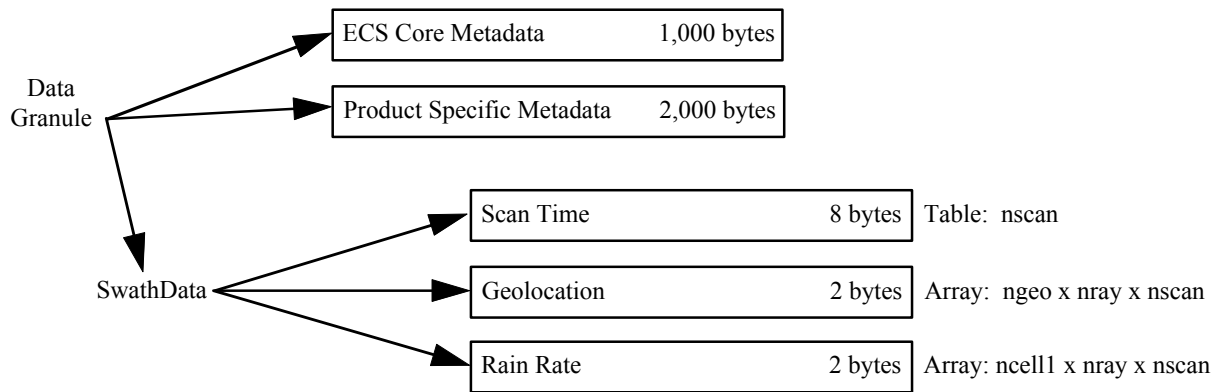 ECS Core Metadata 1,000 bytes
Data
Granule
Product Specific Metadata 2,000 bytes
Scan Time 8 bytes Table: nscan
SwathData
Geolocation 2 bytes Array: ngeo x nray x nscan
Rain Rate 2 bytes Array: ncell1 x nray x nscan